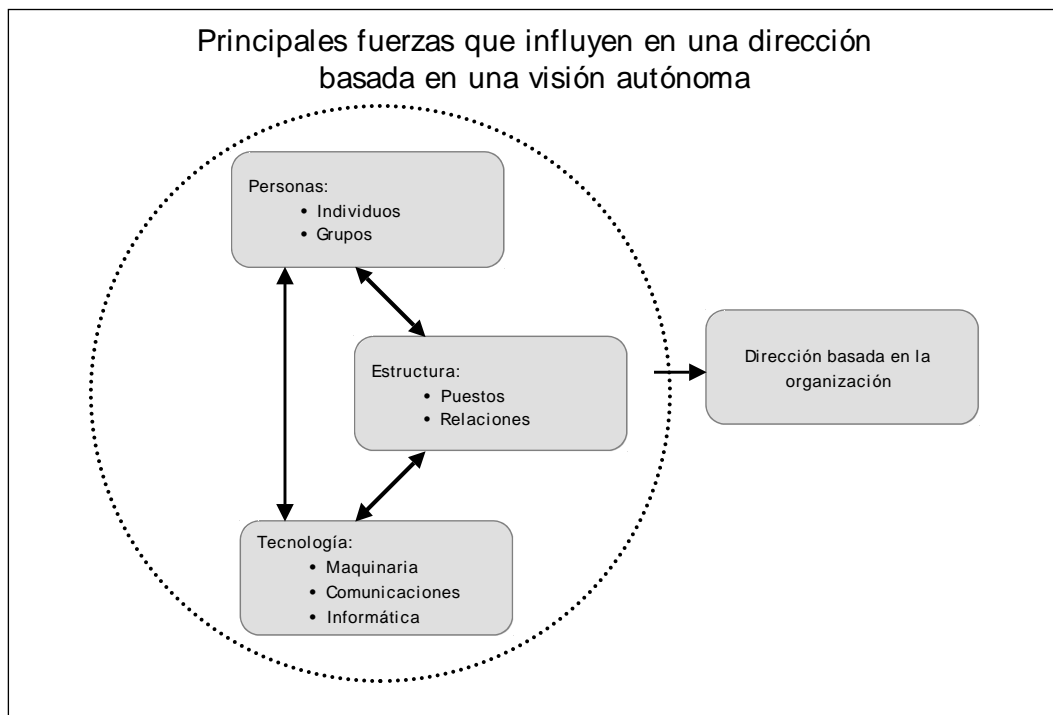 Principales fuerzas que influyen en una dirección
basada en una visión autónoma
Personas:
• Individuos
• Grupos
Estructura:
• Puestos
• Relaciones
Dirección basada en la
organización
Tecnología:
• Maquinaria
• Comunicaciones
• Informática